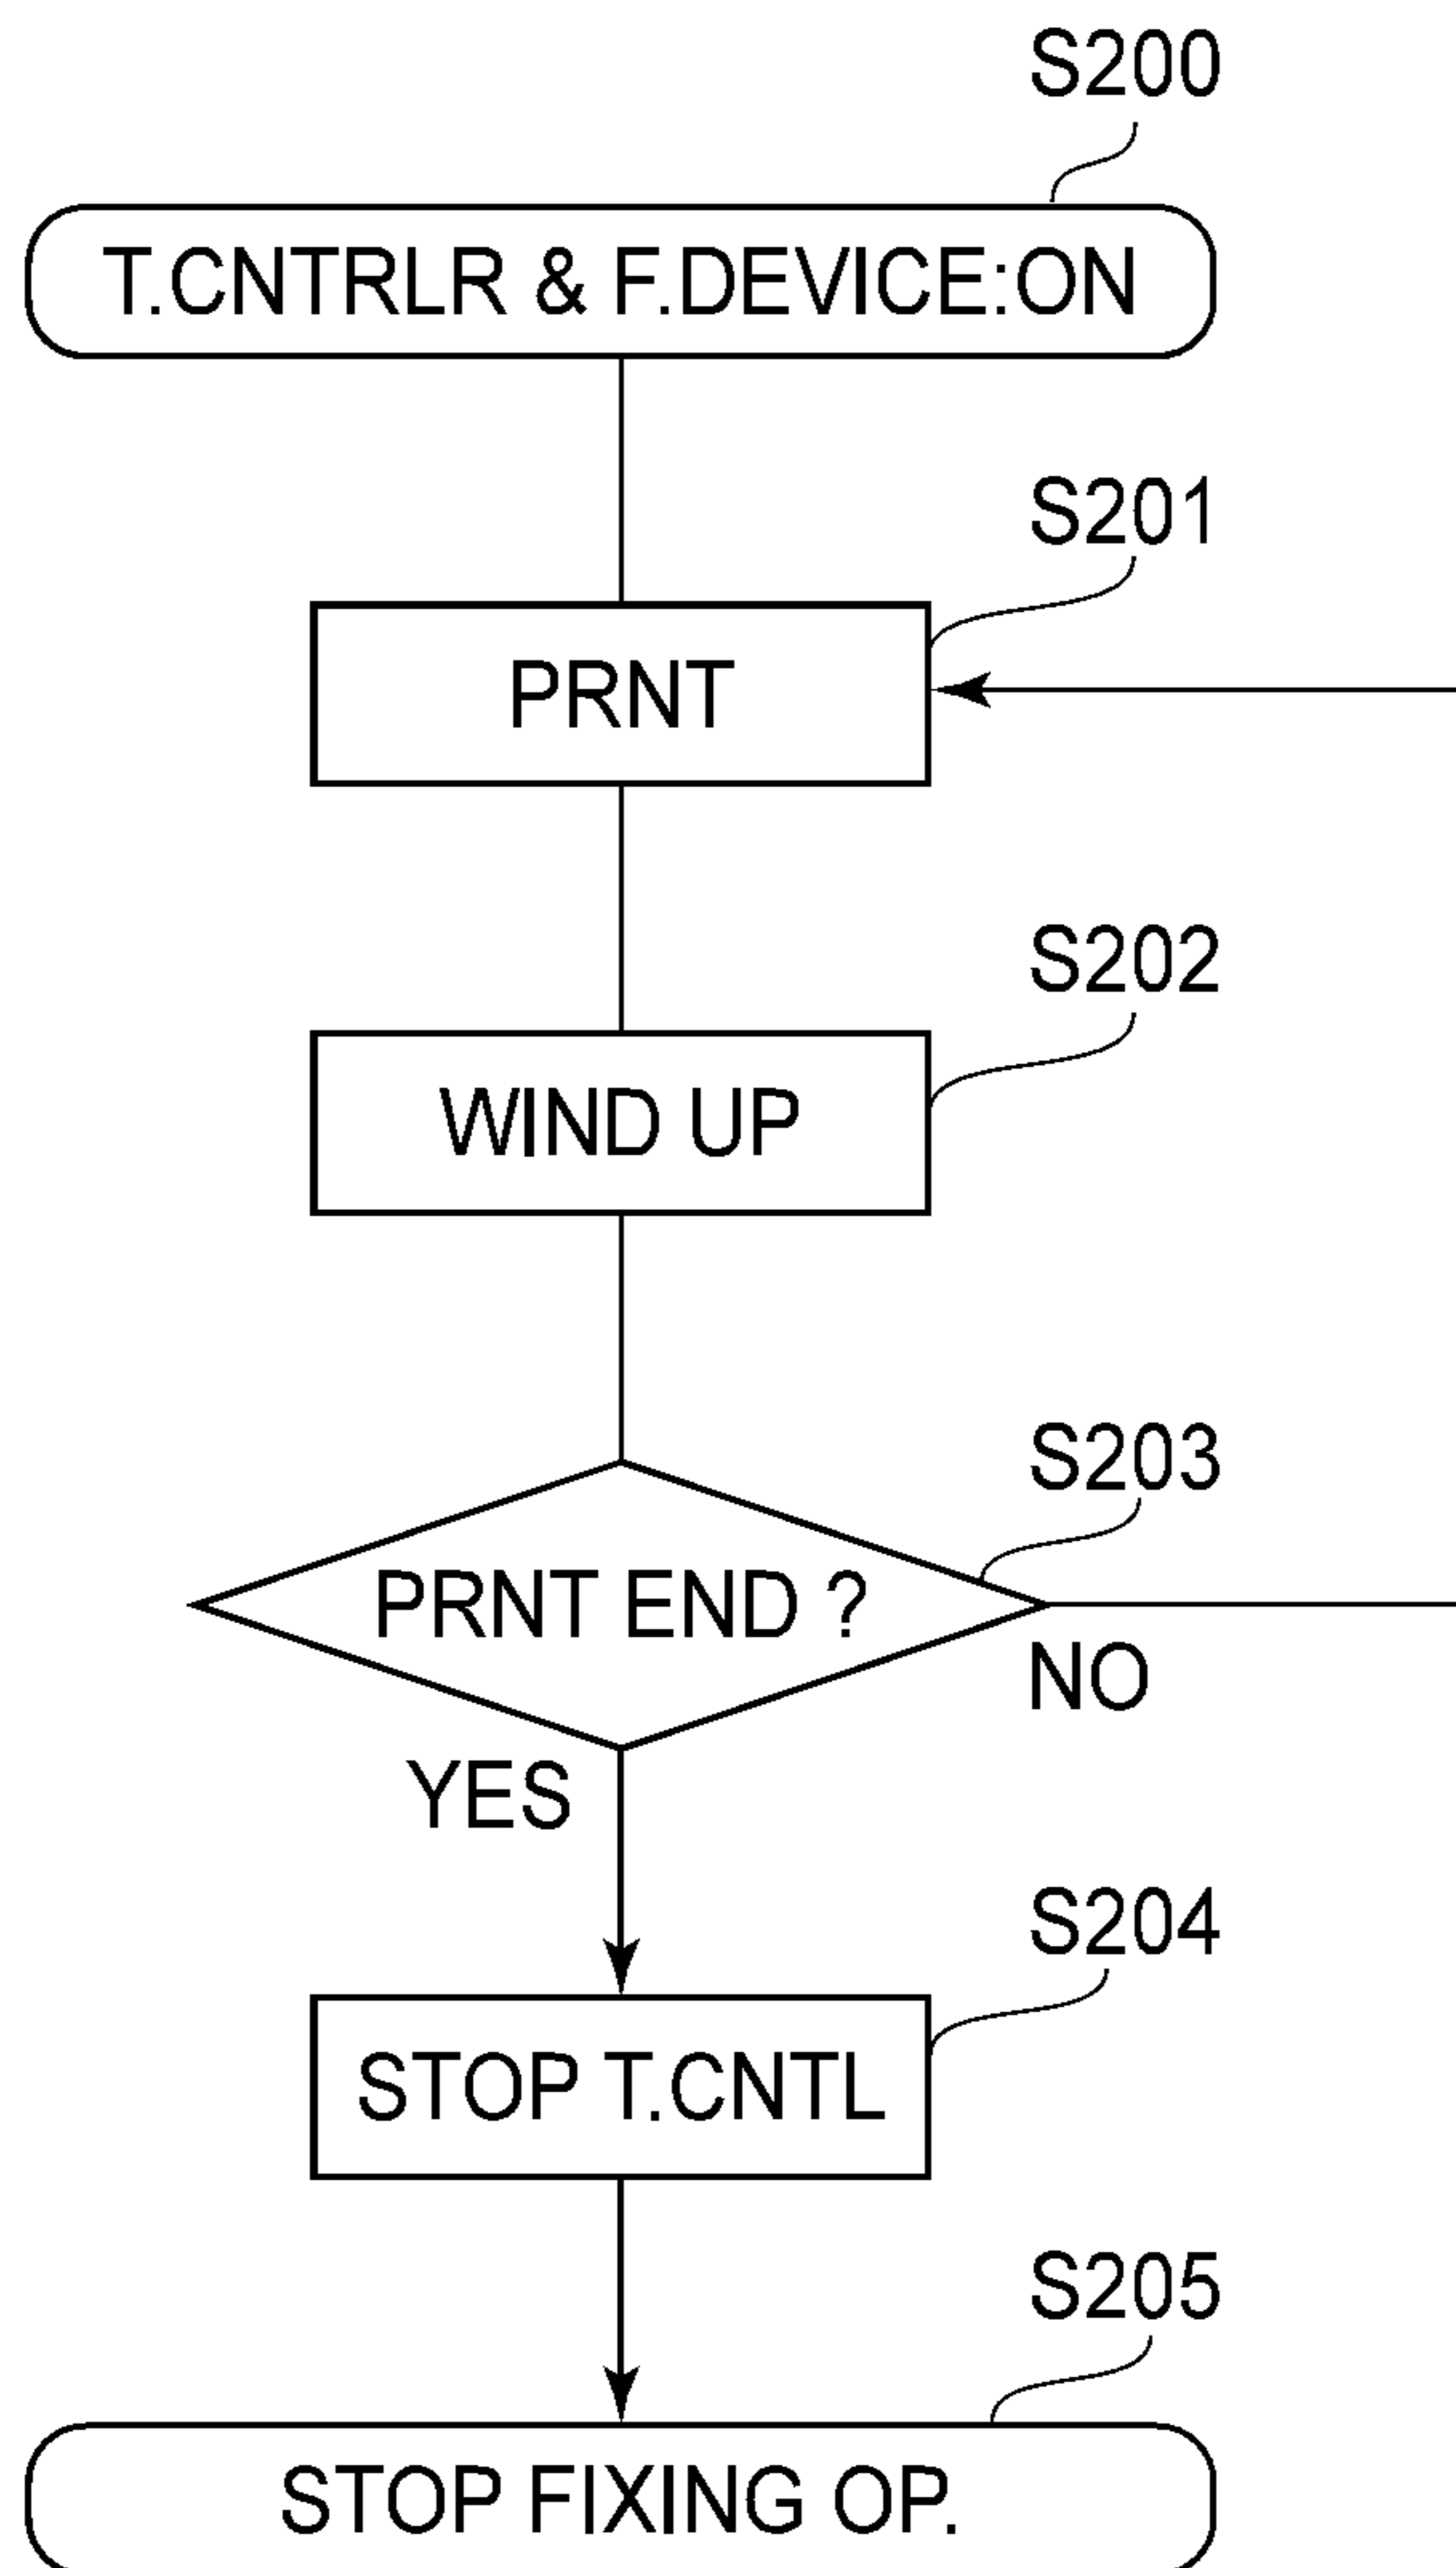 S200
T.CNTRLR & F.DEVICE:ON
S201
PRNT
S202
WIND UP
S203
PRNT END ?
NO
YES
S204
STOP T.CNTL
S205
STOP FIXING OP.